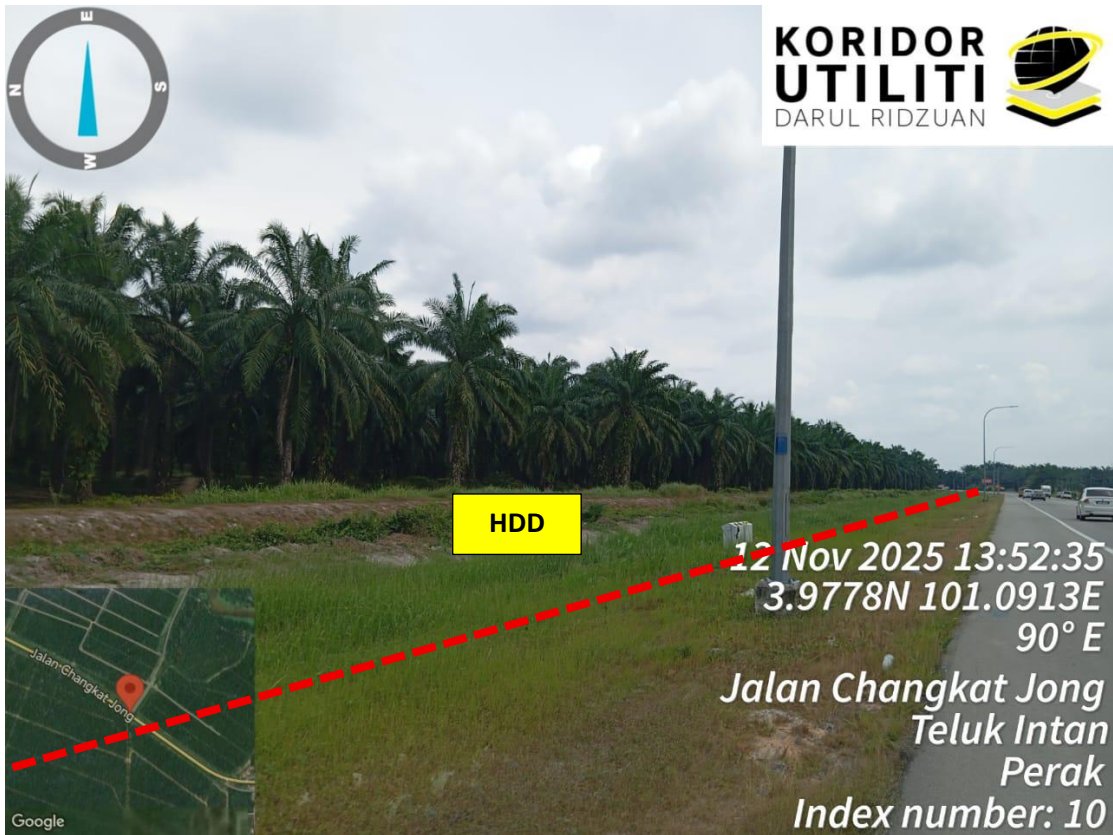 E
N
S
W
KORIDOR
UTILITI
DARUL RIDZUAN
HDD
12 Nov 2025 13:52:35
3.9778N 101.0913E
90° E
Jalan Changkat Jong
Teluk Intan
Perak
Index number: 10
Jalan Changkat Jong
Google